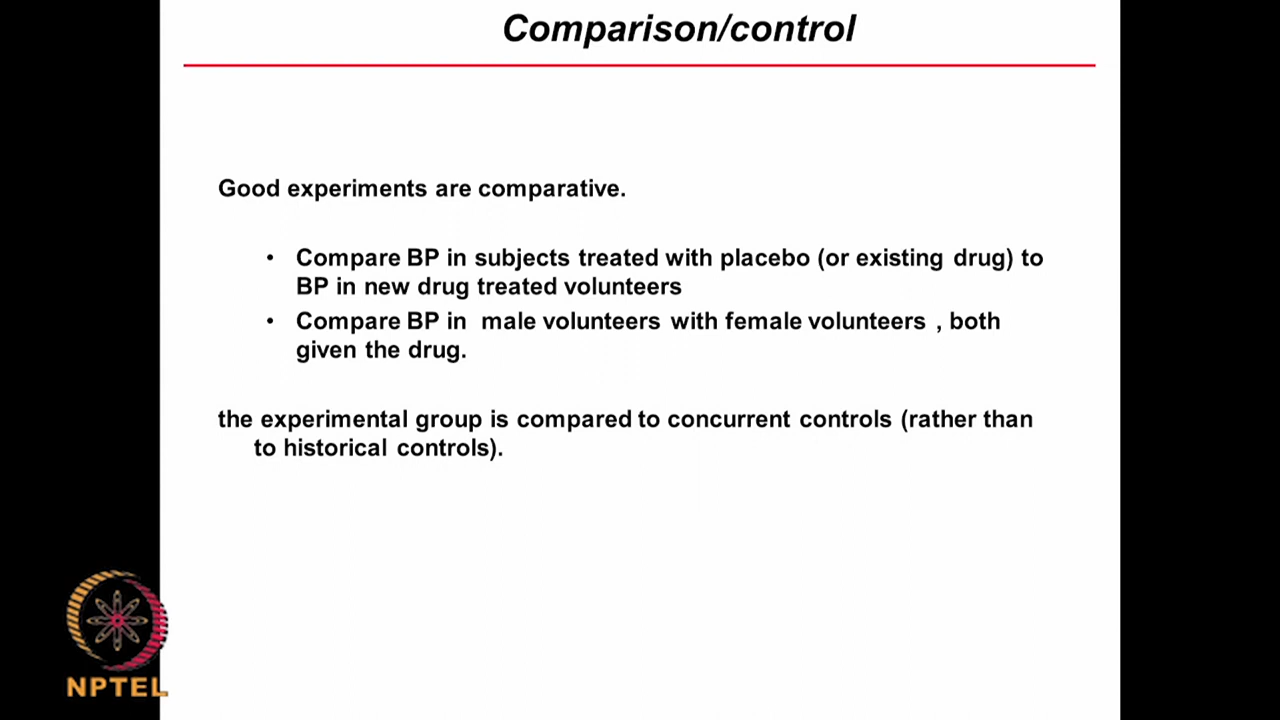 Comparison/control
Good experiments are comparative.
• Compare BP in subjects treated with placebo (or existing drug) to
BP in new drug treated volunteers
• Compare BP in male volunteers with female volunteers , both
given the drug.
the experimental group is compared to concurrent controls (rather than
to historical controls).
NPTEL